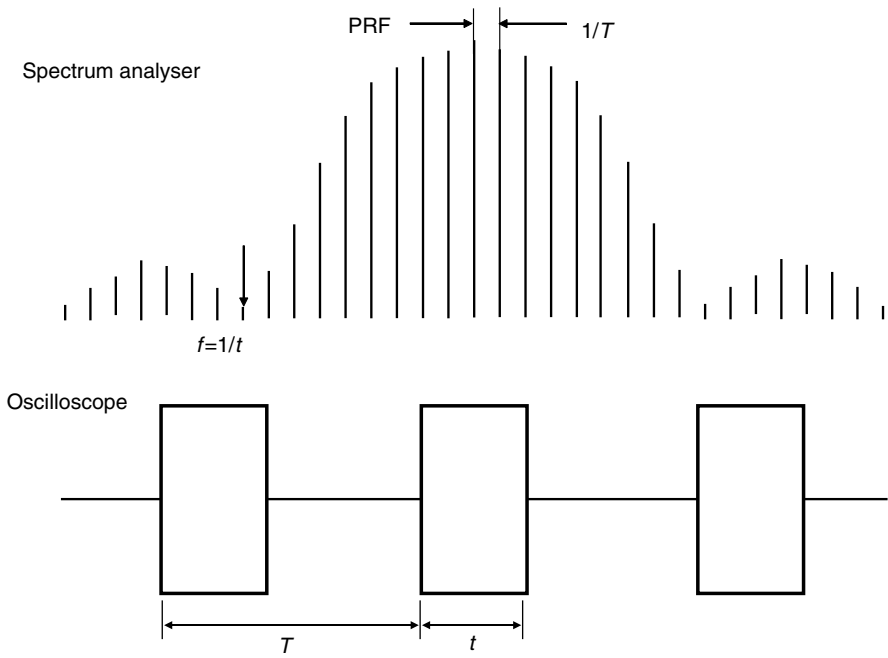 PRF
1/T
Spectrum analyser
f=1/t
Oscilloscope
T
t